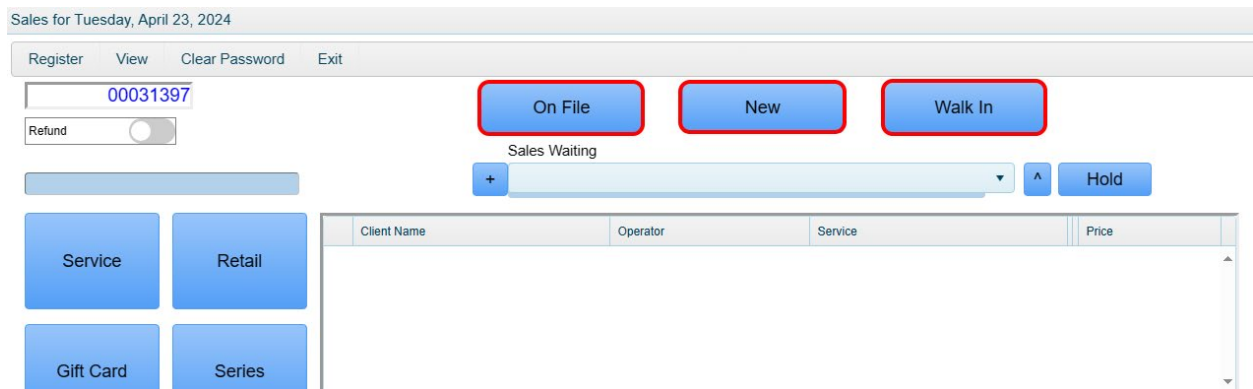 Sales for Tuesday, April 23, 2024
Register View Clear Password Exit
00031397
On File New Walk In
Refund
Sales Waiting
+ ^ Hold
Client Name Operator Service Price
Service Retail
Gift Card Series